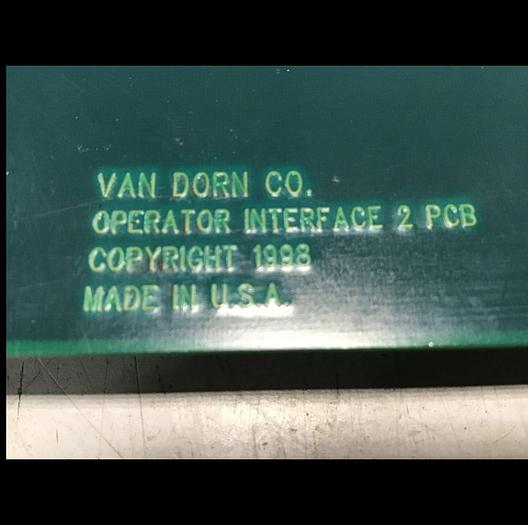 VAN DORN CO.
OPERATOR INTERFACE 2 PCB
COPYRIGHT 1998
MADE IN U.S.A.